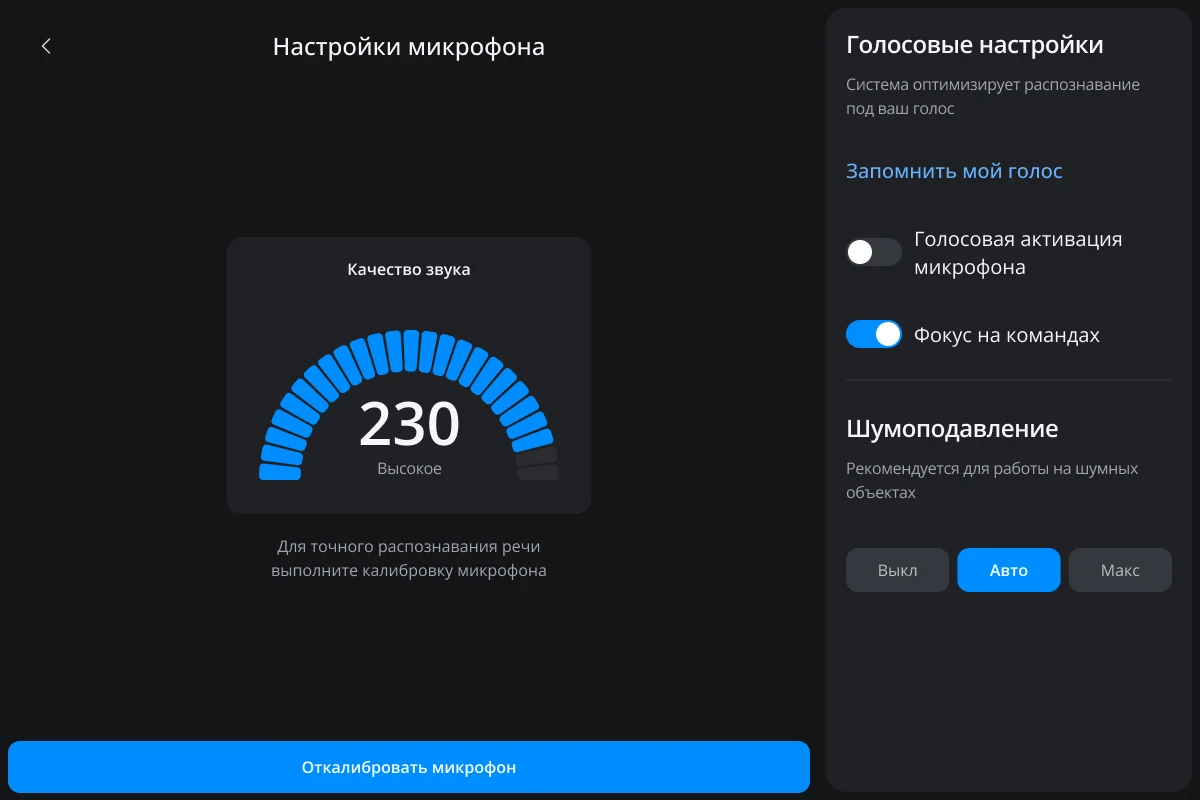 Настройки микрофона
Качество звука
230
Высокое
Для точного распознавания речи
выполните калибровку микрофона
Откалибровать микрофон
Голосовые настройки
Система оптимизирует распознавание
под ваш голос
Запомнить мой голос
Голосовая активация
микрофона
Фокус на командах
Шумоподавление
Рекомендуется для работы на шумных
объектах
Выкл
Авто
Макс